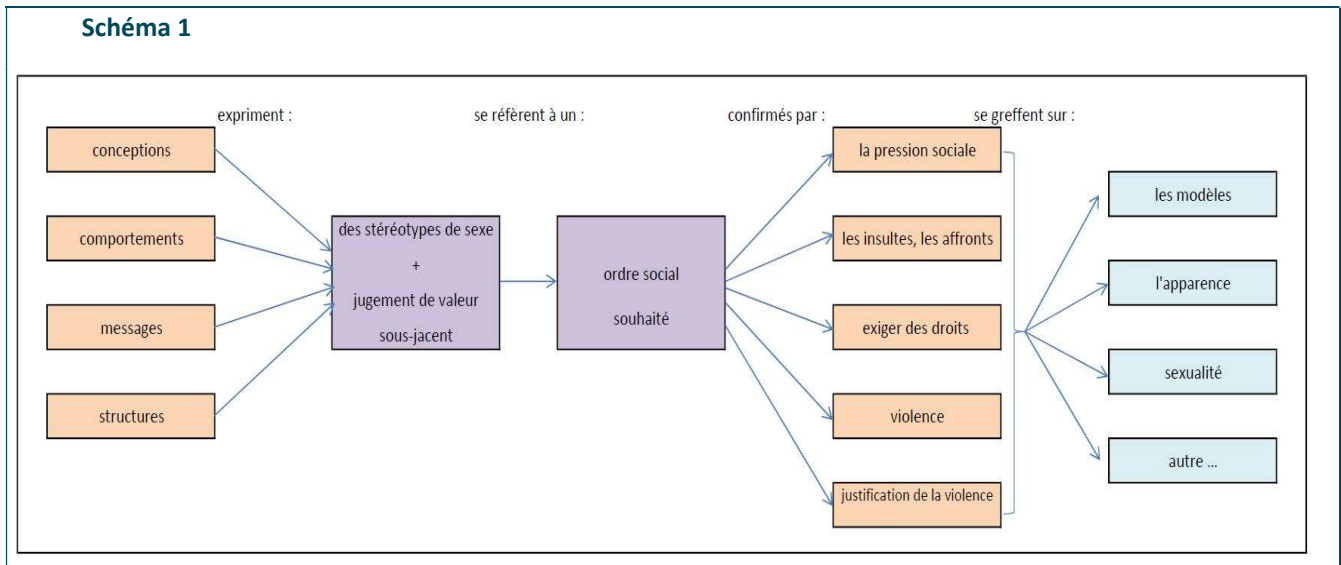 Schéma 1
expriment :
se réfèrent à un :
confirmés par :
se greffent sur :
conceptions
comportements
messages
structures
des stéréotypes de sexe
+
jugement de valeur
sous-jacent
ordre social
souhaité
la pression sociale
les insultes, les affronts
exiger des droits
violence
justification de la violence
les modèles
l'apparence
sexualité
autre ...